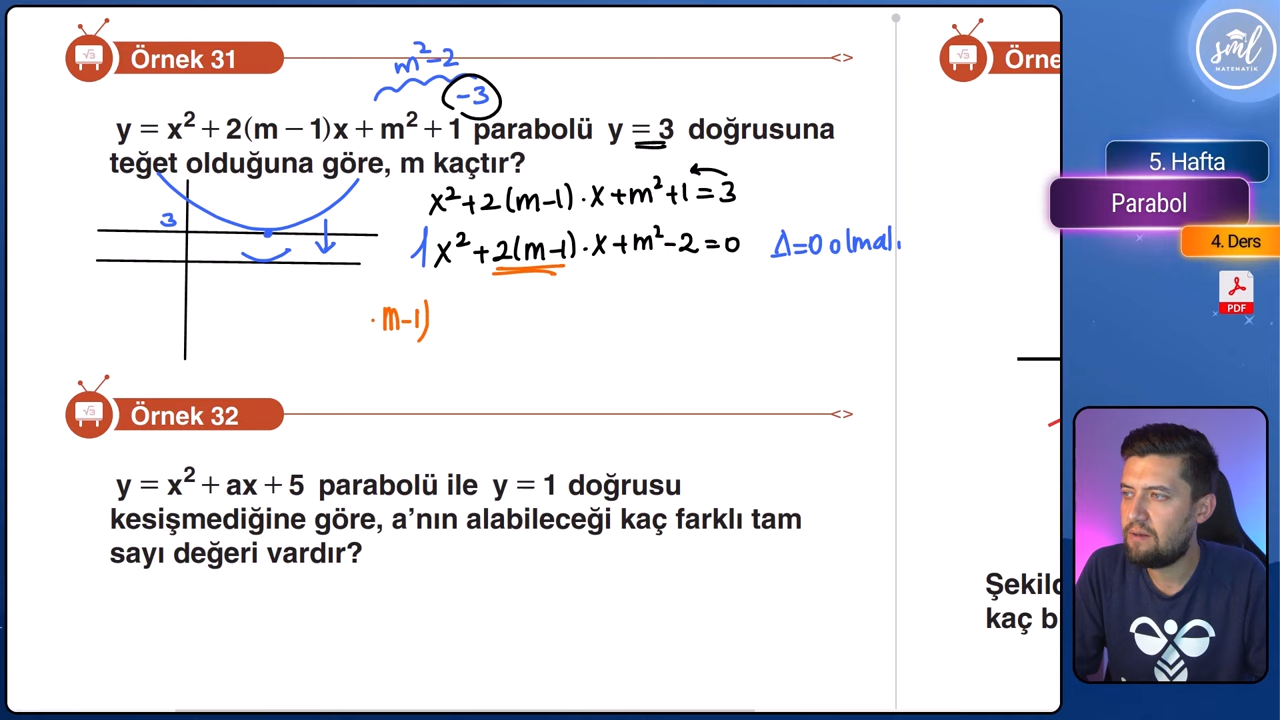 Örnek 31
m²-2
-3
y = x² + 2(m − 1)x + m² + 1 parabolü y = 3 doğrusuna
teğet olduğuna göre, m kaçtır?
x²+2(m-1)·x+m²+1=3
3
1x²+2(m-1)·x+m²-2=0 Δ=0 olmal
· m-1)
Örnek 32
y = x² + ax + 5 parabolü ile y = 1 doğrusu
kesişmediğine göre, a’nın alabileceği kaç farklı tam
sayı değeri vardır?
Örne
Şekild
kaç b
sml
MATEMATİK
5. Hafta
Parabol
4. Ders
PDF